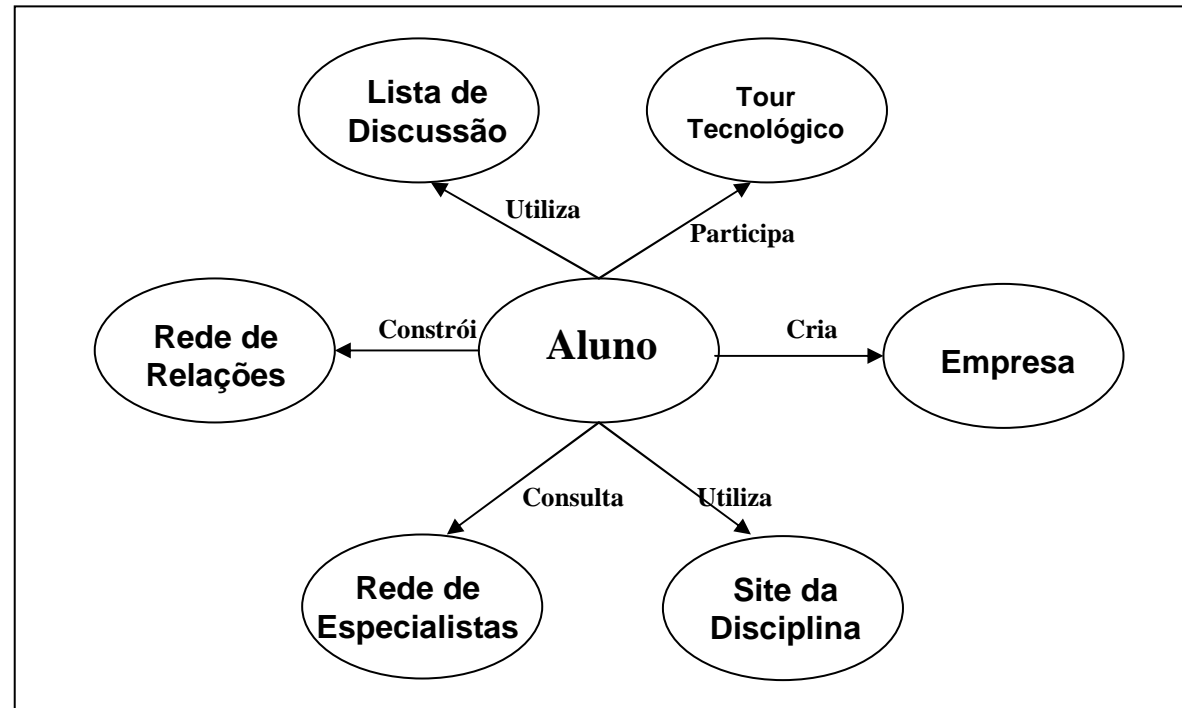 Lista de
Discussão
Tour
Tecnológico
Utiliza
Participa
Rede de
Relações
Constrói
Aluno
Cria
Empresa
Consulta
Utiliza
Rede de
Especialistas
Site da
Disciplina